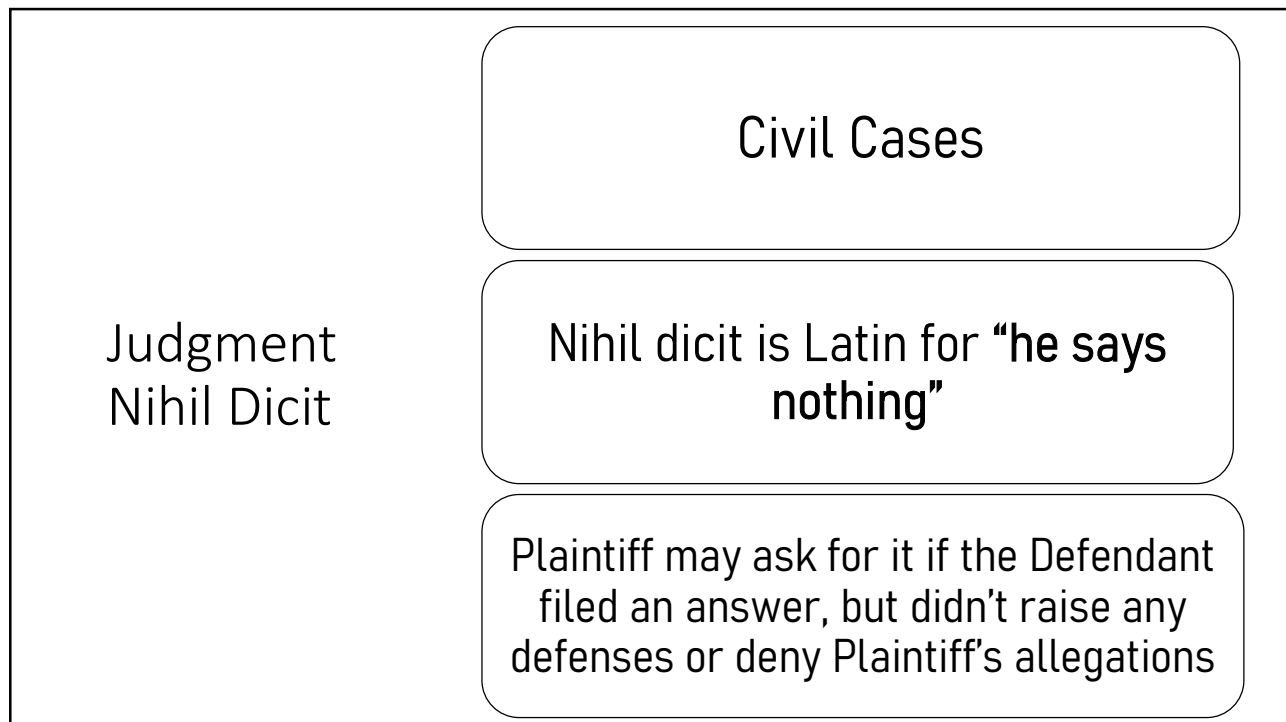 Judgment
Nihil Dicit
Civil Cases
Nihil dicit is Latin for “he says
nothing”
Plaintiff may ask for it if the Defendant
filed an answer, but didn’t raise any
defenses or deny Plaintiff’s allegations